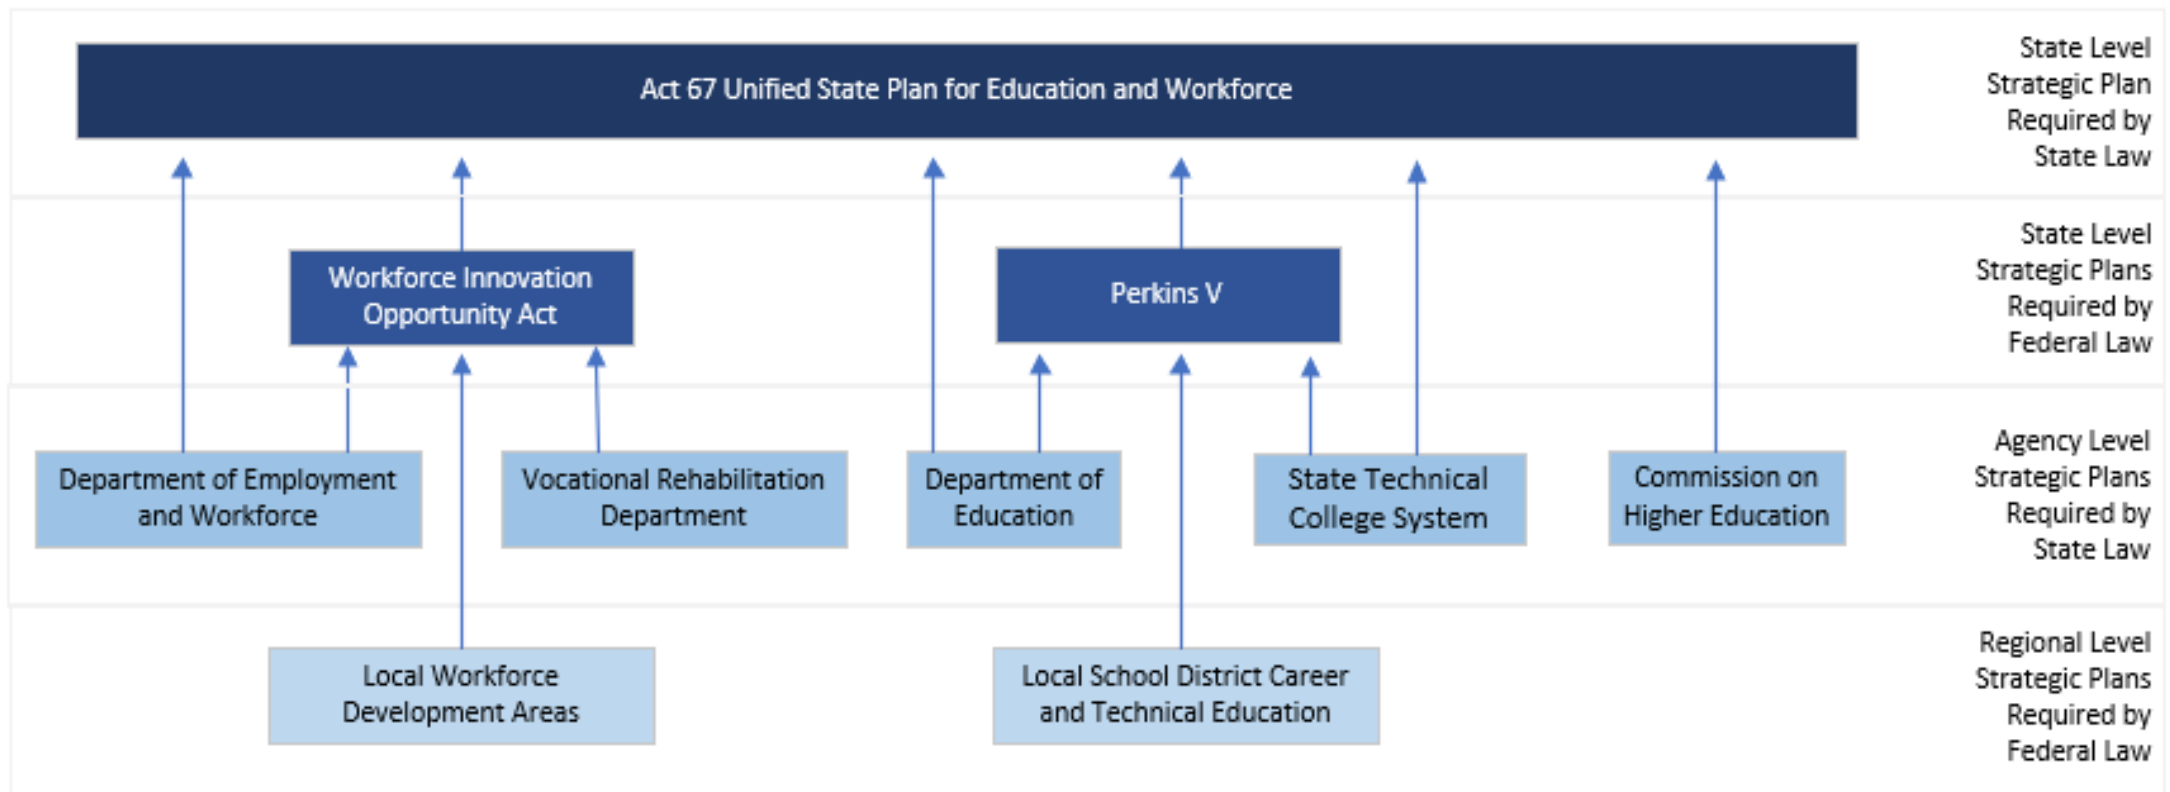 Act 67 Unified State Plan for Education and Workforce
State Level
Strategic Plan
Required by
State Law
Workforce Innovation
Opportunity Act
Perkins V
State Level
Strategic Plans
Required by
Federal Law
Department of Employment
and Workforce
Vocational Rehabilitation
Department
Department of
Education
State Technical
College System
Commission on
Higher Education
Agency Level
Strategic Plans
Required by
State Law
Local Workforce
Development Areas
Local School District Career
and Technical Education
Regional Level
Strategic Plans
Required by
Federal Law